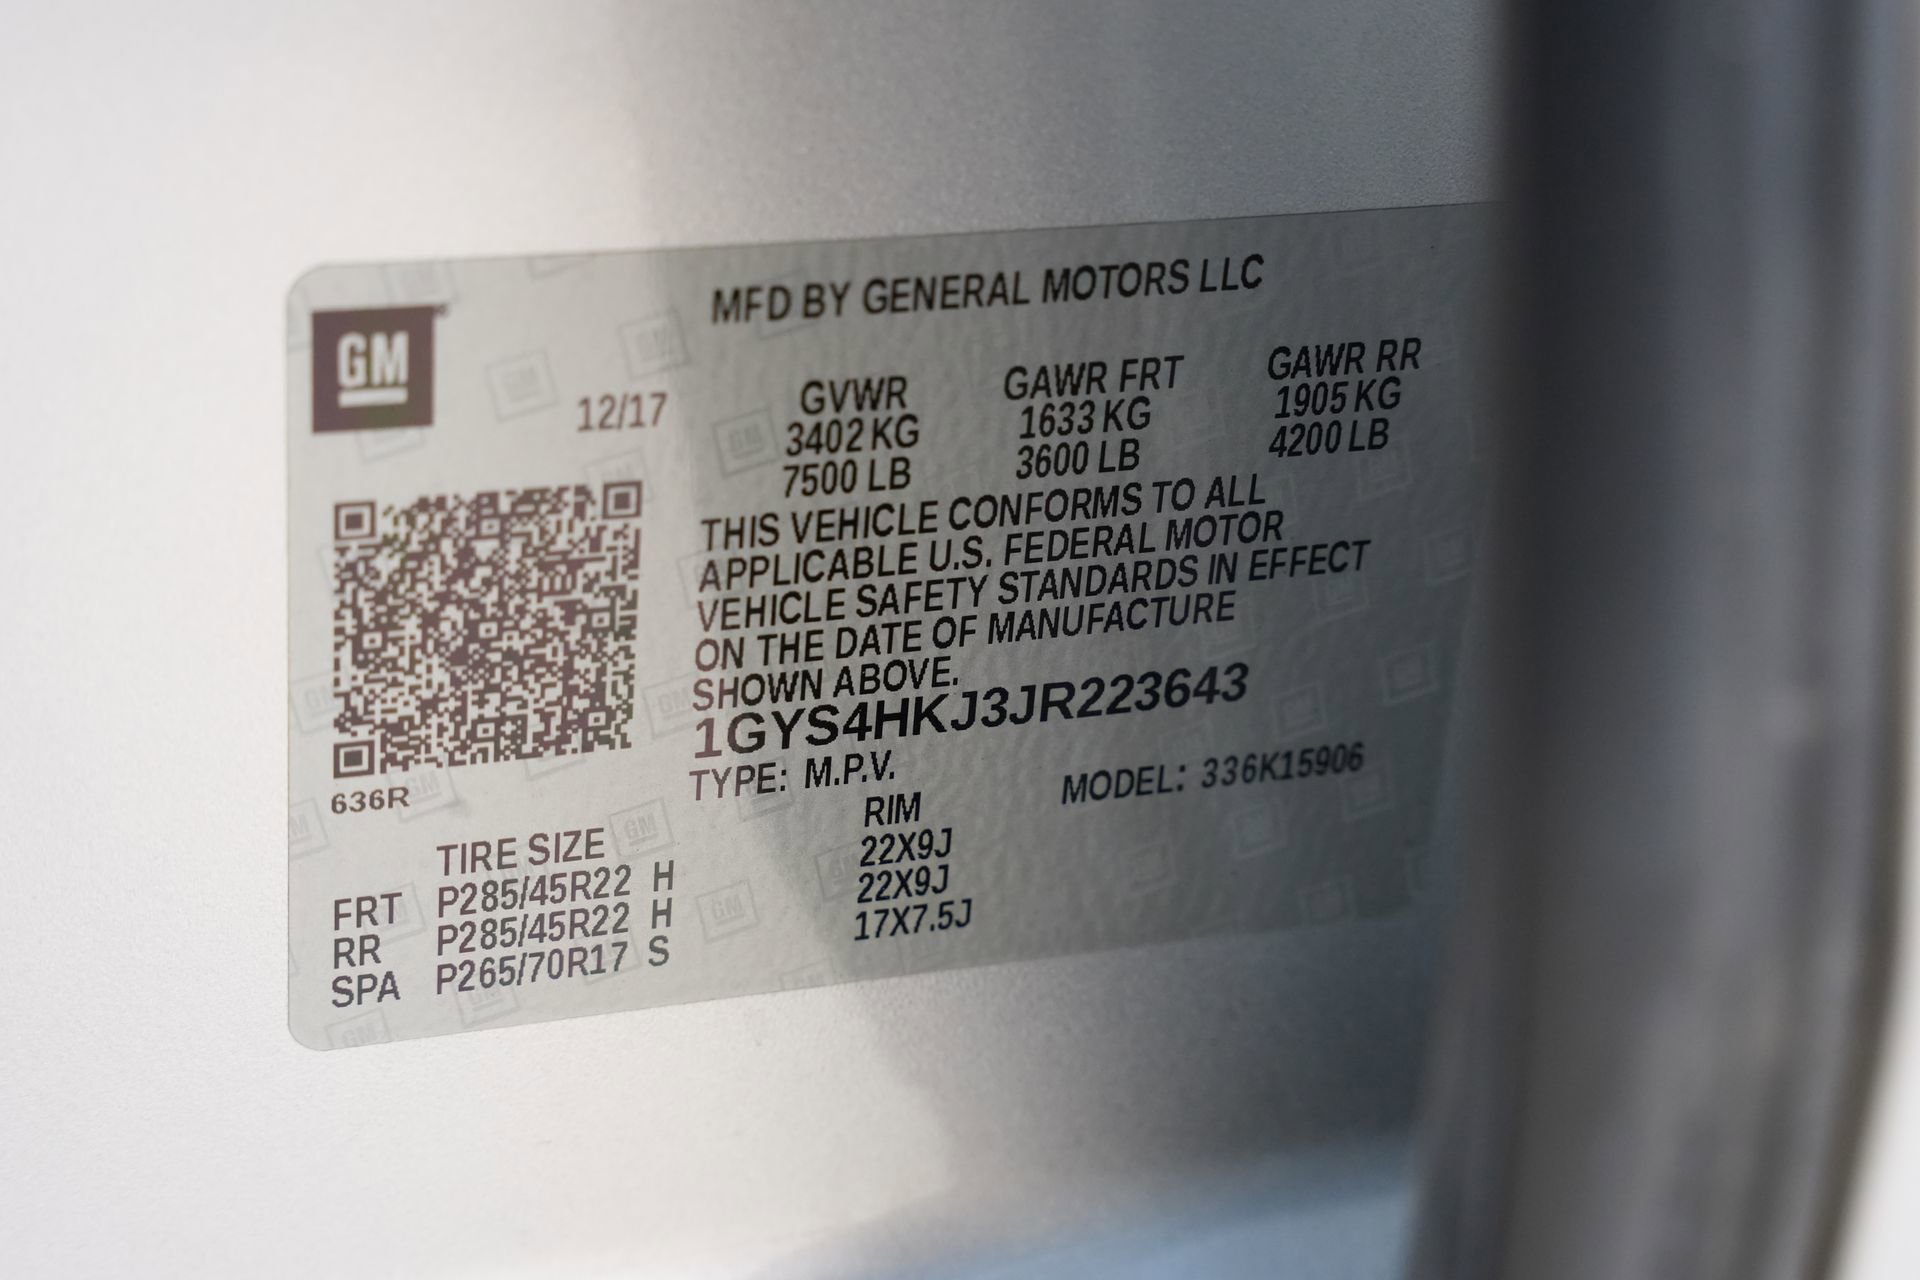 GM
MFD BY GENERAL MOTORS LLC
12/17
GVWR GAWR FRT GAWR RR
3402 KG 1633 KG 1905 KG
7500 LB 3600 LB 4200 LB
THIS VEHICLE CONFORMS TO ALL
APPLICABLE U.S. FEDERAL MOTOR
VEHICLE SAFETY STANDARDS IN EFFECT
ON THE DATE OF MANUFACTURE
SHOWN ABOVE.
1GYS4HKJ3JR223643
TYPE: M.P.V. MODEL: 336K15906
636R
TIRE SIZE RIM
FRT P285/45R22 H 22X9J
RR P285/45R22 H 22X9J
SPA P265/70R17 S 17X7.5J